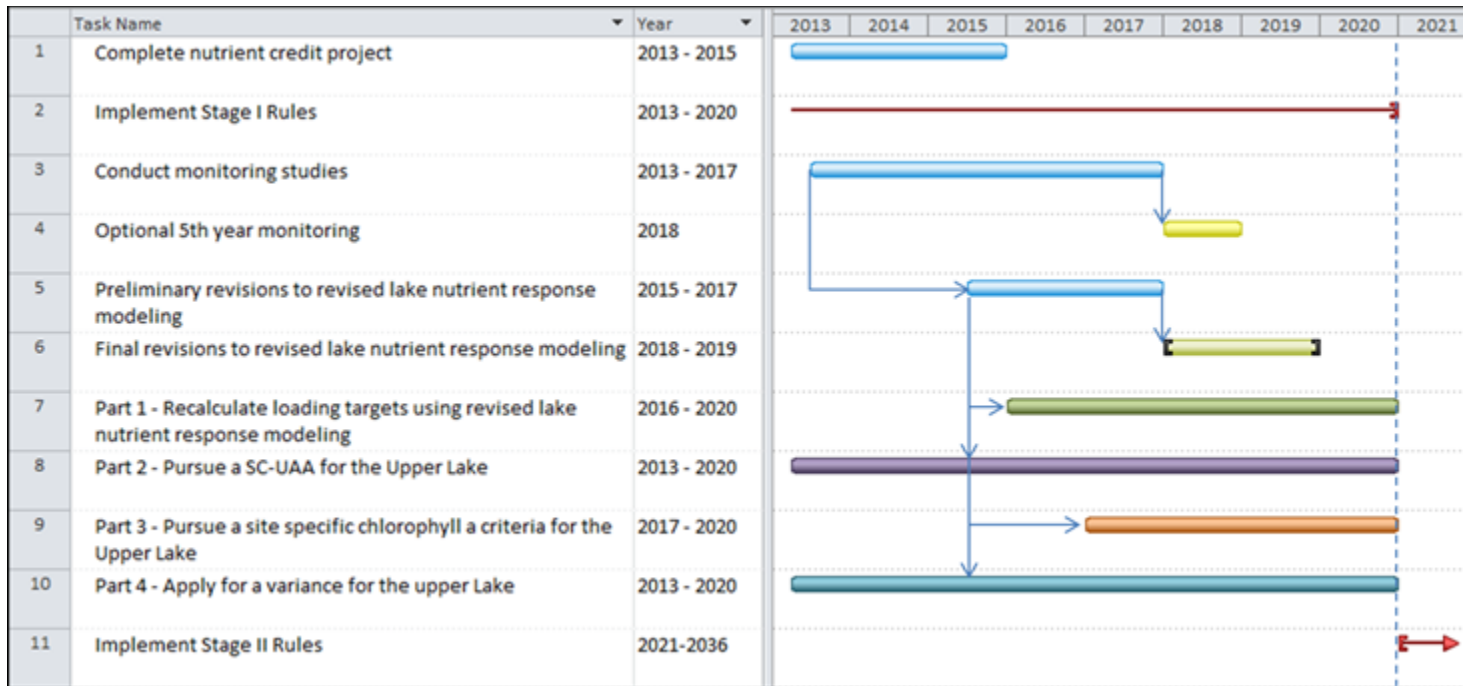 Task Name Year 2013 2014 2015 2016 2017 2018 2019 2020 2021
1 Complete nutrient credit project 2013 - 2015
2 Implement Stage I Rules 2013 - 2020
3 Conduct monitoring studies 2013 - 2017
4 Optional 5th year monitoring 2018
5 Preliminary revisions to revised lake nutrient response 2015 - 2017
modeling
6 Final revisions to revised lake nutrient response modeling 2018 - 2019
7 Part 1 - Recalculate loading targets using revised lake 2016 - 2020
nutrient response modeling
8 Part 2 - Pursue a SC-UAA for the Upper Lake 2013 - 2020
9 Part 3 - Pursue a site specific chlorophyll a criteria for the 2017 - 2020
Upper Lake
10 Part 4 - Apply for a variance for the upper Lake 2013 - 2020
11 Implement Stage II Rules 2021-2036